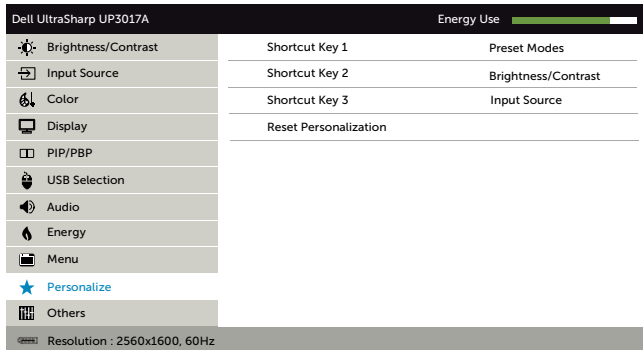 Dell UltraSharp UP3017A Energy Use
Brightness/Contrast Shortcut Key 1 Preset Modes
Input Source Shortcut Key 2 Brightness/Contrast
Color Shortcut Key 3 Input Source
Display Reset Personalization
PIP/PBP
USB Selection
Audio
Energy
Menu
Personalize
Others
Resolution : 2560x1600, 60Hz